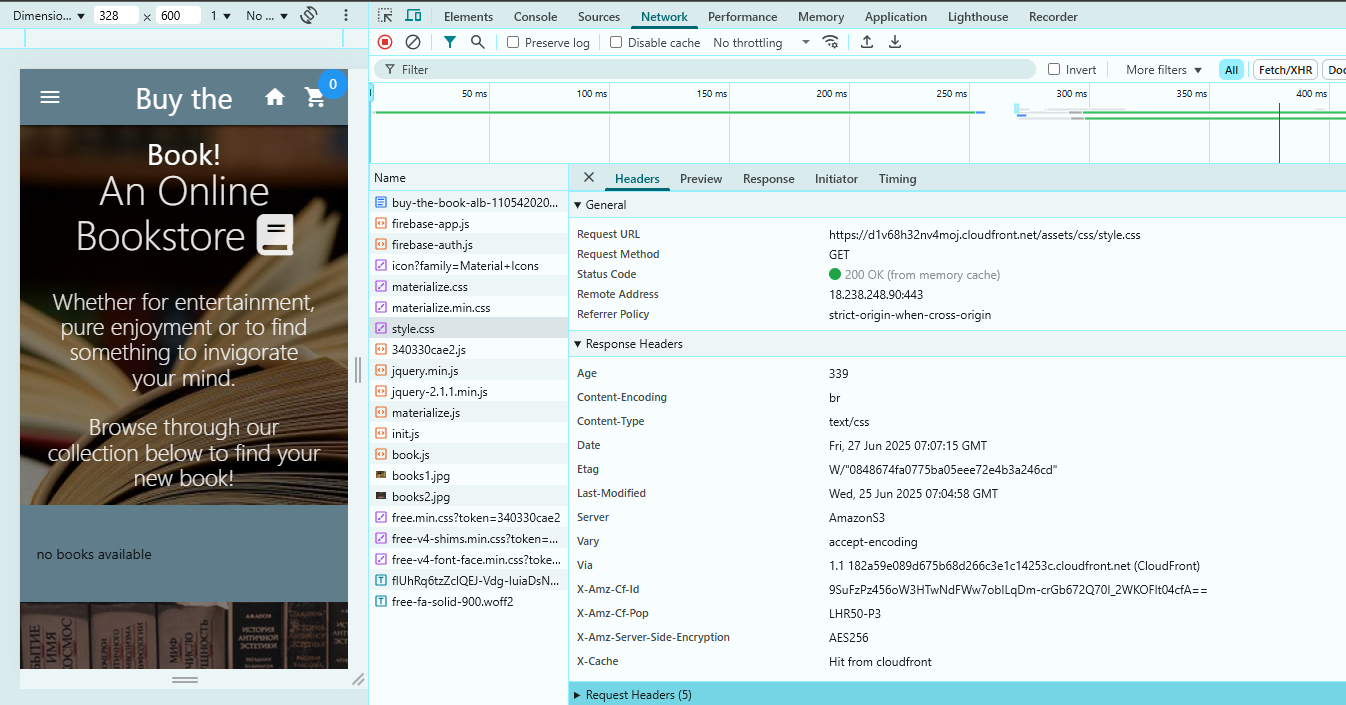 Dimensio... ▼ 328 × 600 1 ▼ No ... ▼
Elements Console Sources Network Performance Memory Application Lighthouse Recorder
Preserve log Disable cache No throttling
Filter Invert More filters All Fetch/XHR Doc
50 ms 100 ms 150 ms 200 ms 250 ms 300 ms 350 ms 400 ms
Buy the
0
Book!
An Online
Bookstore
Whether for entertainment,
pure enjoyment or to find
something to invigorate
your mind.
Browse through our
collection below to find your
new book!
no books available
БЫТИЕ
ИМЯ
КОСМОС
МИФ
ЧИСЛО
СУЩНОСТЬ
ИСТОРИЯ
АНТИЧНОЙ
ЭСТЕТИКИ
Name
buy-the-book-alb-110542020...
firebase-app.js
firebase-auth.js
icon?family=Material+Icons
materialize.css
materialize.min.css
style.css
340330cae2.js
jquery.min.js
jquery-2.1.1.min.js
materialize.js
init.js
book.js
books1.jpg
books2.jpg
free.min.css?token=340330cae2
free-v4-shims.min.css?token=...
free-v4-font-face.min.css?toke...
free-fa-solid-900.woff2
Headers Preview Response Initiator Timing
General
Request URL https://d1v68h32nv4moj.cloudfront.net/assets/css/style.css
Request Method GET
Status Code 200 OK (from memory cache)
Remote Address 18.238.248.90:443
Referrer Policy strict-origin-when-cross-origin
Response Headers
Age 339
Content-Encoding br
Content-Type text/css
Date Fri, 27 Jun 2025 07:07:15 GMT
Etag W/"0848674fa0775ba05eee72e4b3a246cd"
Last-Modified Wed, 25 Jun 2025 07:04:58 GMT
Server AmazonS3
Vary accept-encoding
Via 1.1 182a59e089d675b68d266c3e1c14253c.cloudfront.net (CloudFront)
X-Amz-Cf-Id
X-Amz-Cf-Pop LHR50-P3
X-Amz-Server-Side-Encryption AES256
X-Cache Hit from cloudfront
Request Headers (5)